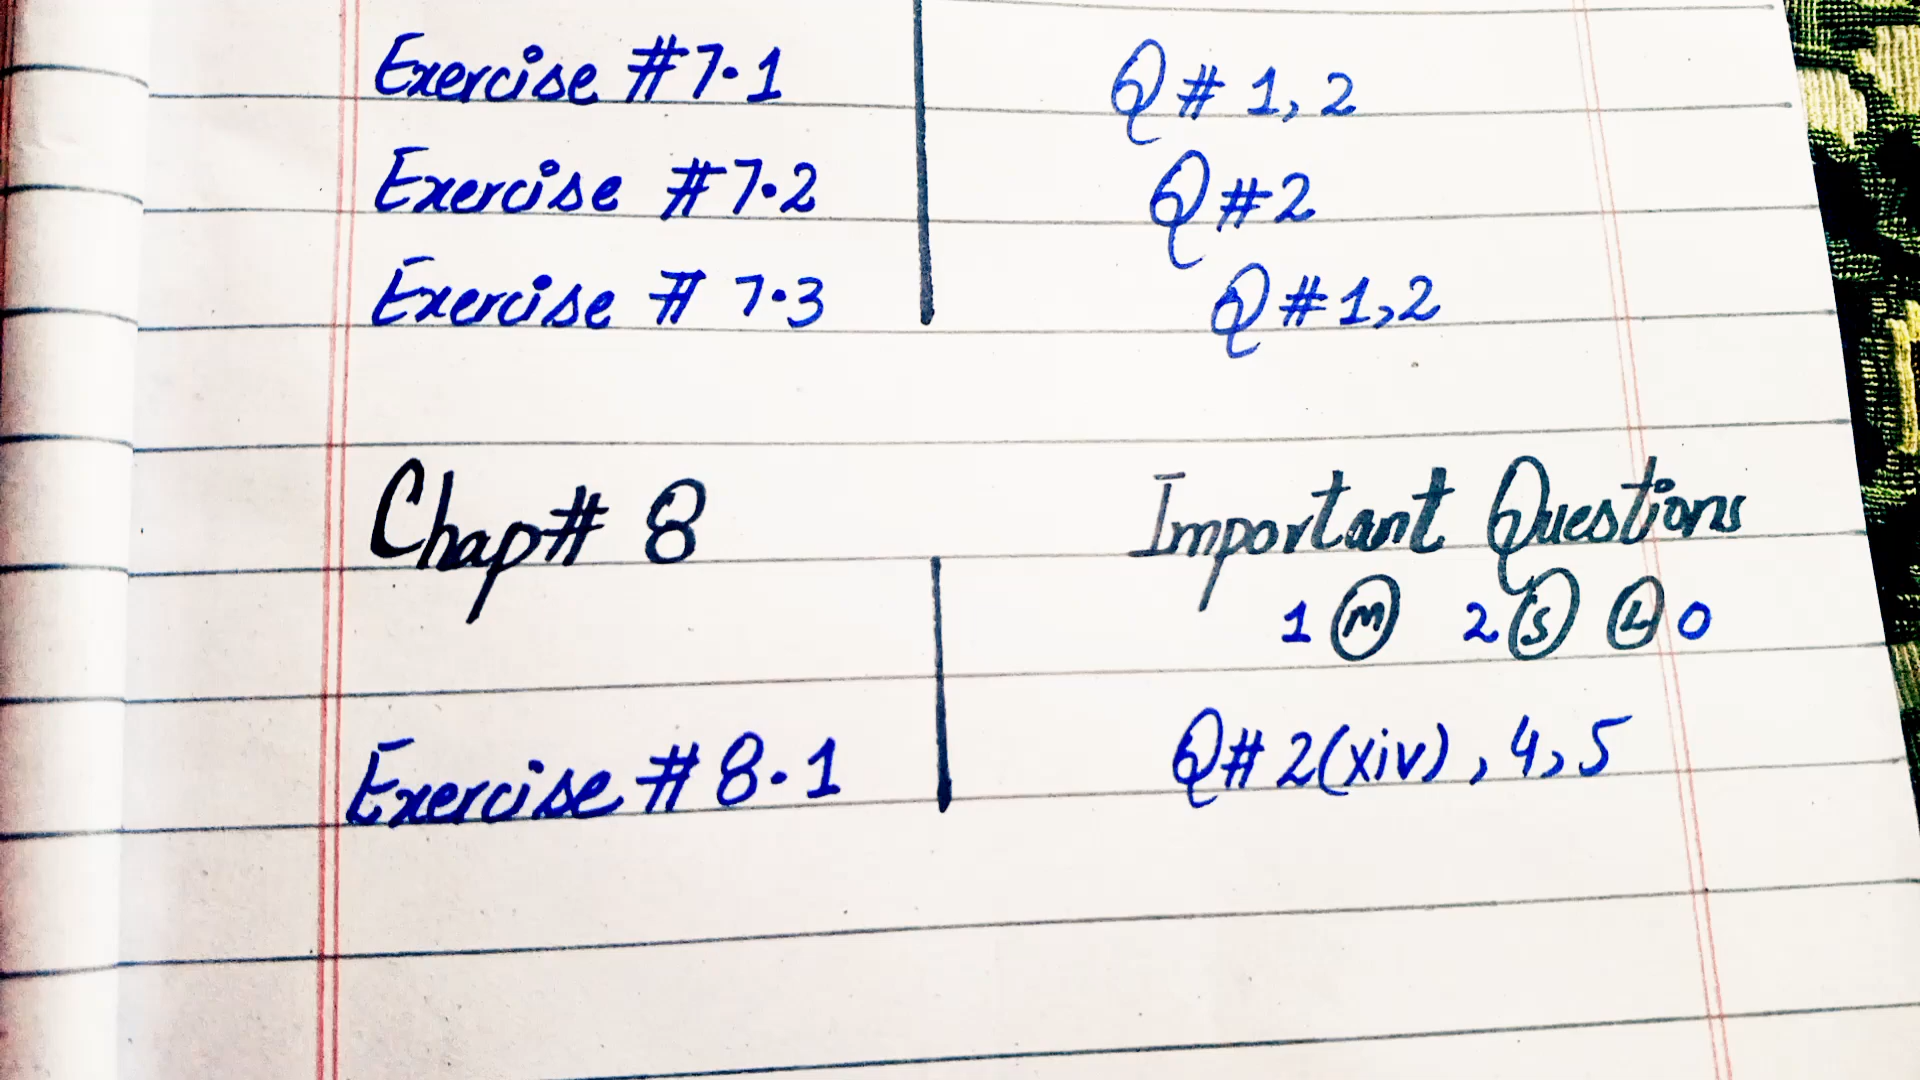 Exercise #7.1 Q# 1, 2
Exercise #7.2 Q#2
Exercise # 7.3 Q#1,2
Chap# 8 Important Questions
1 M 2 S L 0
Exercise # 8.1 Q# 2(xiv), 4, 5